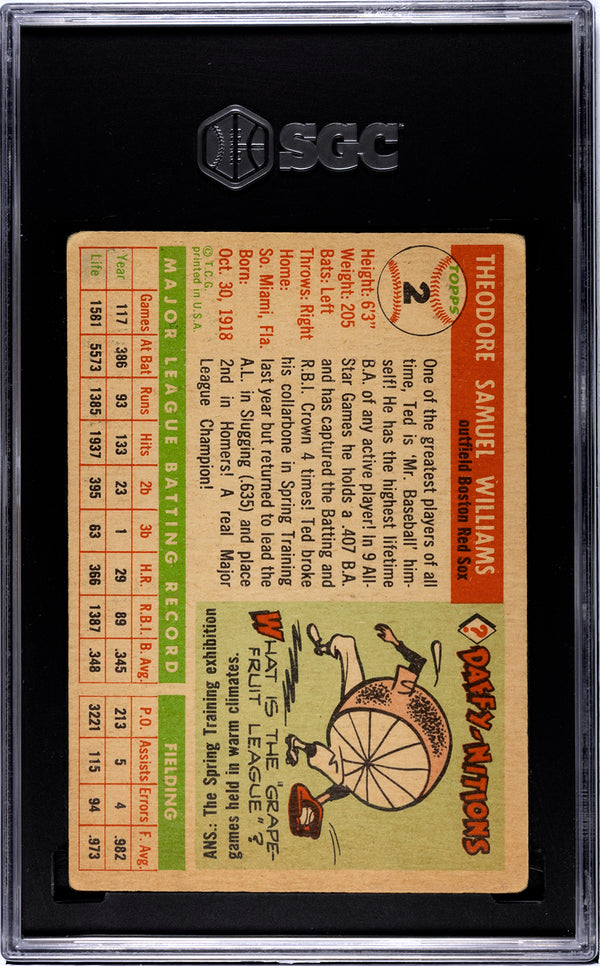 SGC
TOPPS
2
THEODORE SAMUEL WILLIAMS
outfield Boston Red Sox
Height: 6'3"
Weight: 205
Bats: Left
Throws: Right
Home:
So. Miami, Fla.
Born:
Oct. 30, 1918
© T.C.G.
printed in U.S.A.
One of the greatest players of all
time, Ted is 'Mr. Baseball' him-
self! He has the highest lifetime
B.A. of any active player! In 9 All-
Star Games he holds a .407 B.A.
and has captured the Batting and
R.B.I. Crown 4 times! Ted broke
his collarbone in Spring Training
last year but returned to lead the
A.L. in Slugging (.635) and place
2nd in Homers! A real Major
League Champion!
? DAFFY-NITIONS
WHAT IS THE "GRAPE-
FRUIT LEAGUE"?
ANS.: The Spring Training exhibition
games held in warm climates.
MAJOR LEAGUE BATTING RECORD FIELDING
Games At Bat Runs Hits 2b 3b H.R. R.B.I. B. Avg. P.O. Assists Errors F. Avg.
Year 117 386 93 133 23 1 29 89 .345 213 5 4 .982
Life 1581 5573 1385 1937 395 63 366 1387 .348 3221 115 94 .973